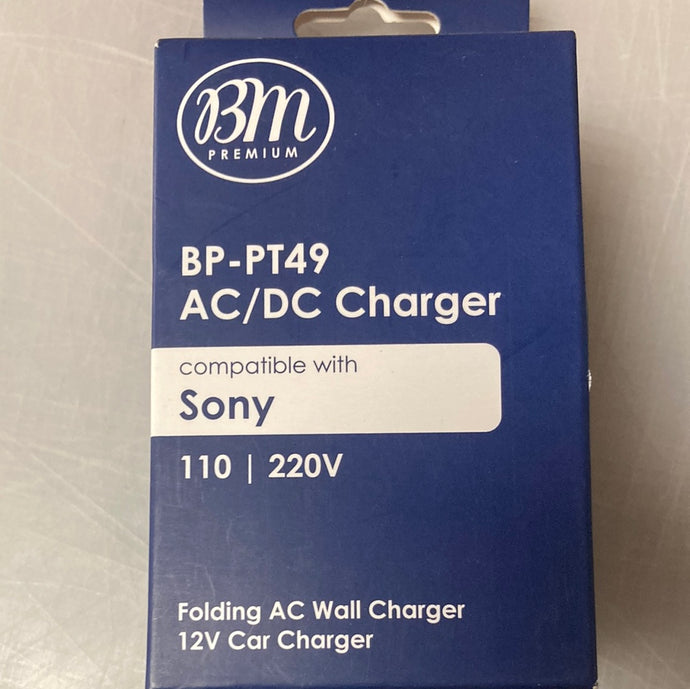 BM
PREMIUM
BP-PT49
AC/DC Charger
compatible with
Sony
110 | 220V
Folding AC Wall Charger
12V Car Charger